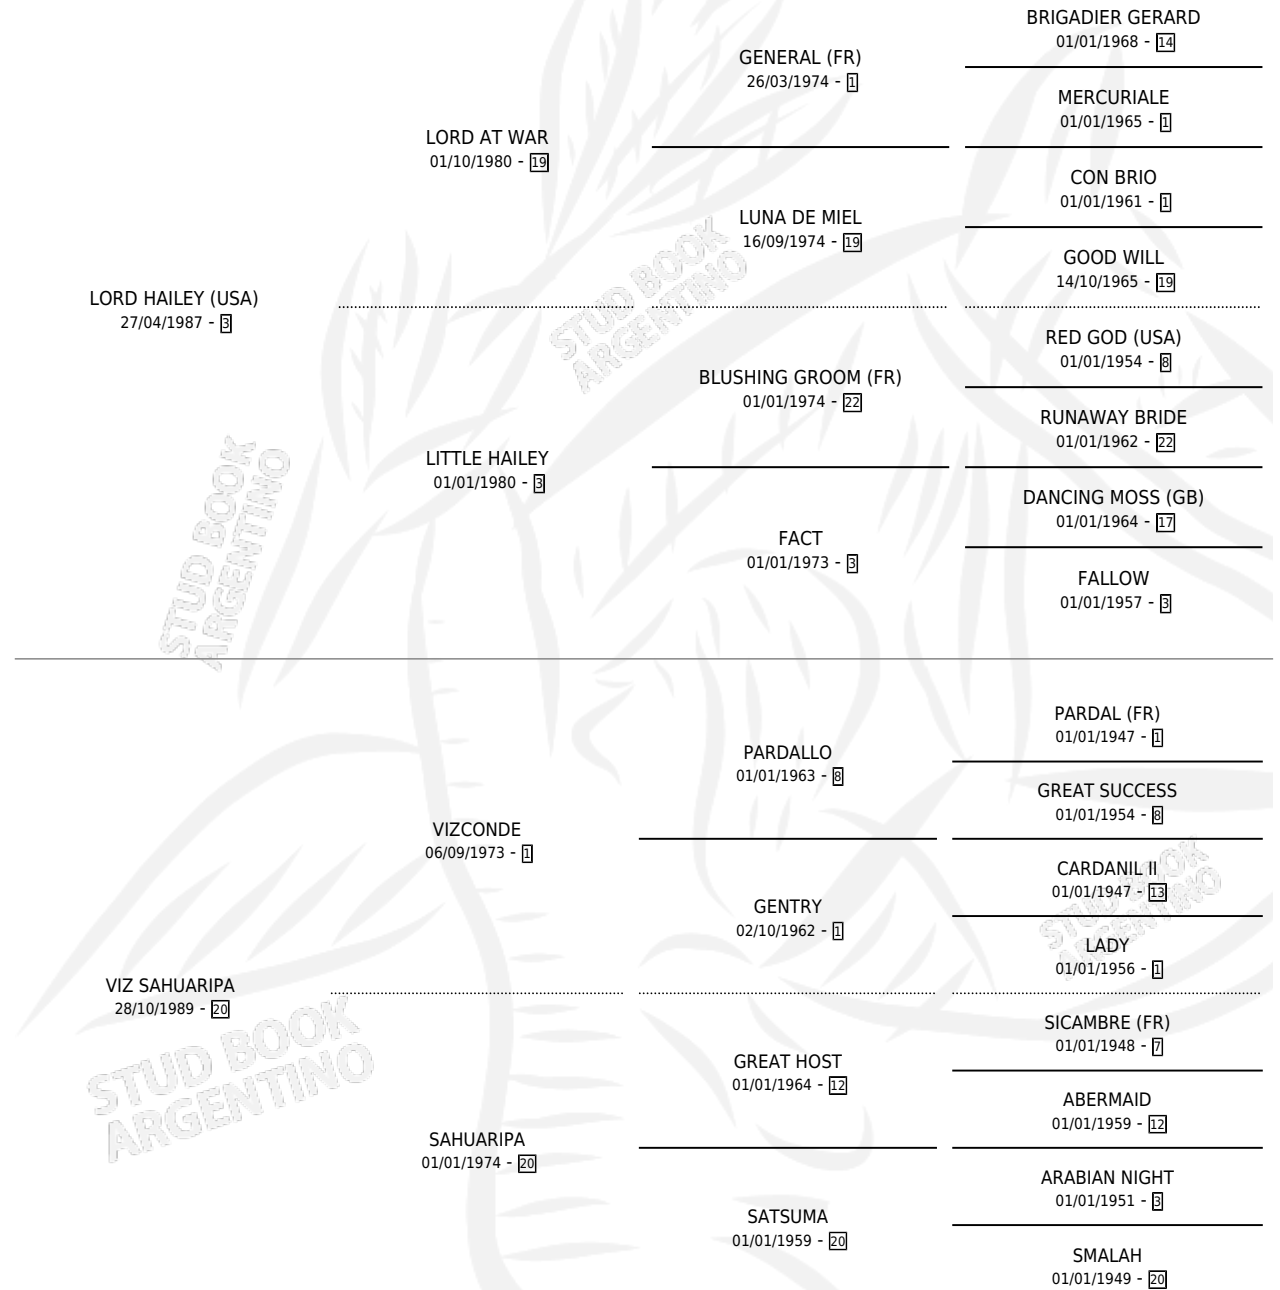 BRIGADIER GERARD
01/01/1968 - 14
GENERAL (FR)
26/03/1974 - 1
MERCURIALE
01/01/1965 - 1
LORD AT WAR
01/10/1980 - 19
CON BRIO
01/01/1961 - 1
LUNA DE MIEL
16/09/1974 - 19
GOOD WILL
14/10/1965 - 19
STUD BOOK
ARGENTINO
LORD HAILEY (USA)
27/04/1987 - 3
RED GOD (USA)
01/01/1954 - 8
BLUSHING GROOM (FR)
01/01/1974 - 22
RUNAWAY BRIDE
01/01/1962 - 22
LITTLE HAILEY
01/01/1980 - 3
DANCING MOSS (GB)
01/01/1964 - 17
FACT
01/01/1973 - 3
FALLOW
01/01/1957 - 3
STUD BOOK
ARGENTINO
PARDAL (FR)
01/01/1947 - 1
PARDALLO
01/01/1963 - 8
GREAT SUCCESS
01/01/1954 - 8
VIZCONDE
06/09/1973 - 1
CARDANIL II
01/01/1947 - 13
GENTRY
02/10/1962 - 1
LADY
01/01/1956 - 1
STUD BOOK
ARGENTINO
VIZ SAHUARIPA
28/10/1989 - 20
SICAMBRE (FR)
01/01/1948 - 7
GREAT HOST
01/01/1964 - 12
ABERMAID
01/01/1959 - 12
STUD BOOK
ARGENTINO
SAHUARIPA
01/01/1974 - 20
ARABIAN NIGHT
01/01/1951 - 3
SATSUMA
01/01/1959 - 20
SMALAH
01/01/1949 - 20